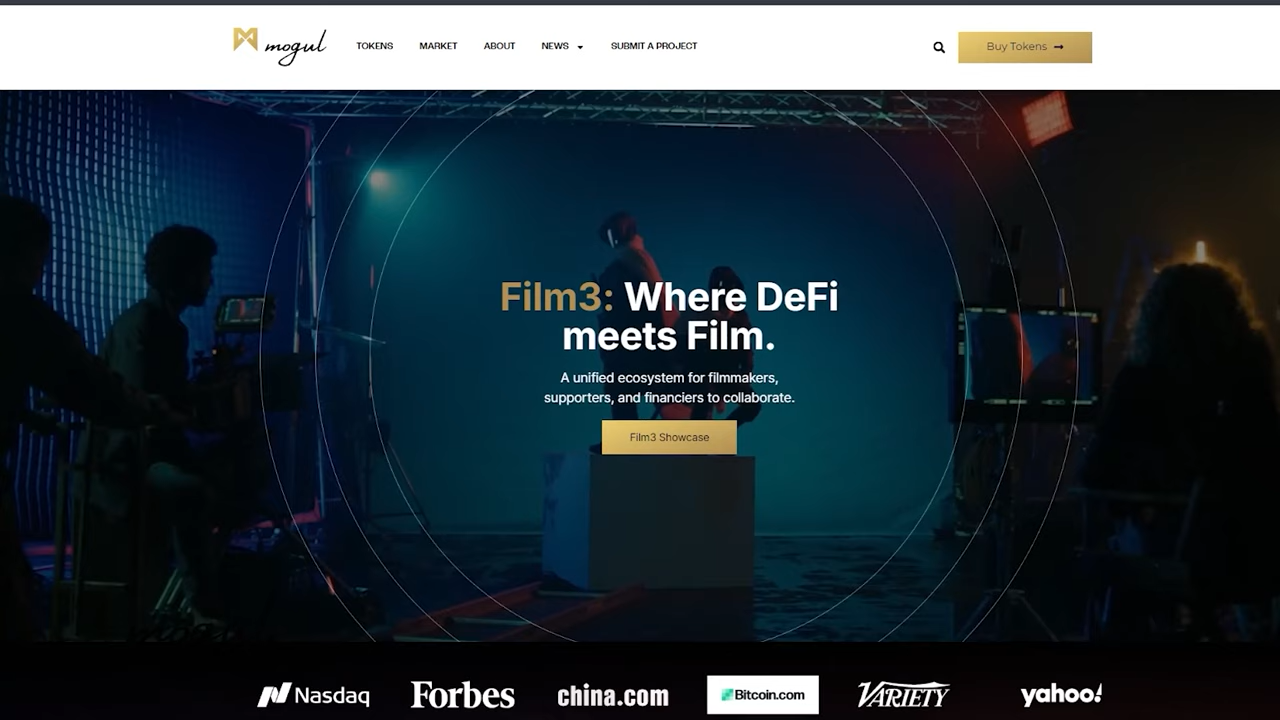 mogul
TOKENS
MARKET
ABOUT
NEWS
SUBMIT A PROJECT
Buy Tokens
Film3: Where DeFi
meets Film.
A unified ecosystem for filmmakers,
supporters, and financiers to collaborate.
Film3 Showcase
Nasdaq
Forbes
china.com
Bitcoin.com
VARIETY
yahoo!